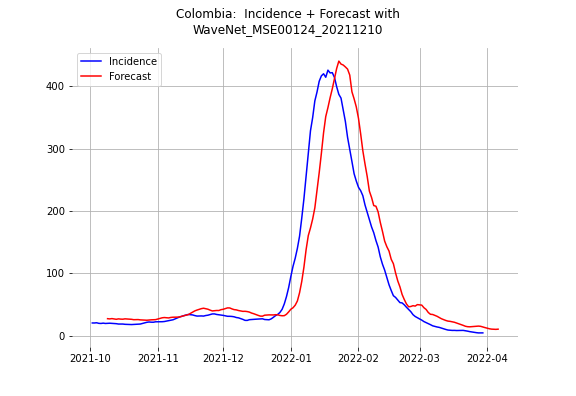 Colombia:  Incidence + Forecast with
WaveNet_MSE00124_20211210
Incidence
Forecast
400
300
200
100
0
2021-10 2021-11 2021-12 2022-01 2022-02 2022-03 2022-04